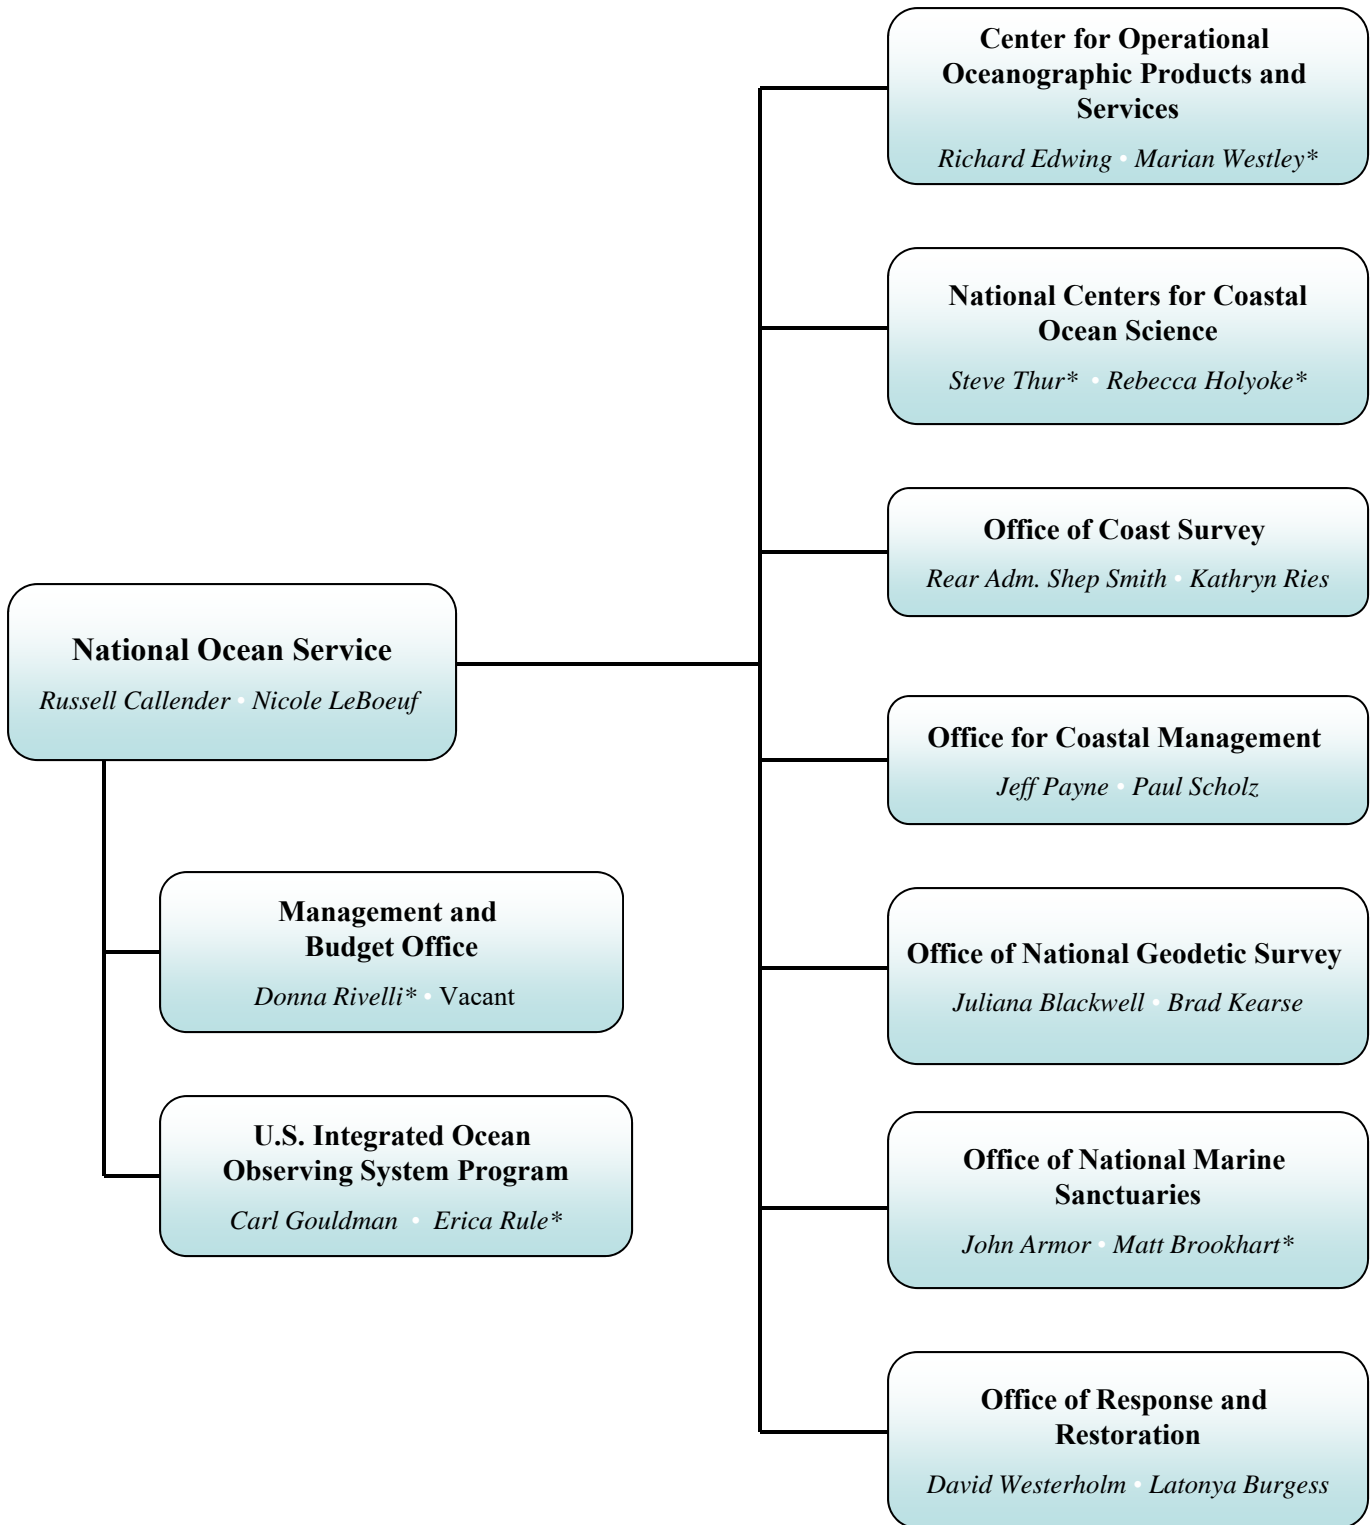 National Ocean Service
Russell Callender • Nicole LeBoeuf
Management and
Budget Office
Donna Rivelli* • Vacant
U.S. Integrated Ocean
Observing System Program
Carl Gouldman • Erica Rule*
Center for Operational
Oceanographic Products and
Services
Richard Edwing • Marian Westley*
National Centers for Coastal
Ocean Science
Steve Thur* • Rebecca Holyoke*
Office of Coast Survey
Rear Adm. Shep Smith • Kathryn Ries
Office for Coastal Management
Jeff Payne • Paul Scholz
Office of National Geodetic Survey
Juliana Blackwell • Brad Kearse
Office of National Marine
Sanctuaries
John Armor • Matt Brookhart*
Office of Response and
Restoration
David Westerholm • Latonya Burgess